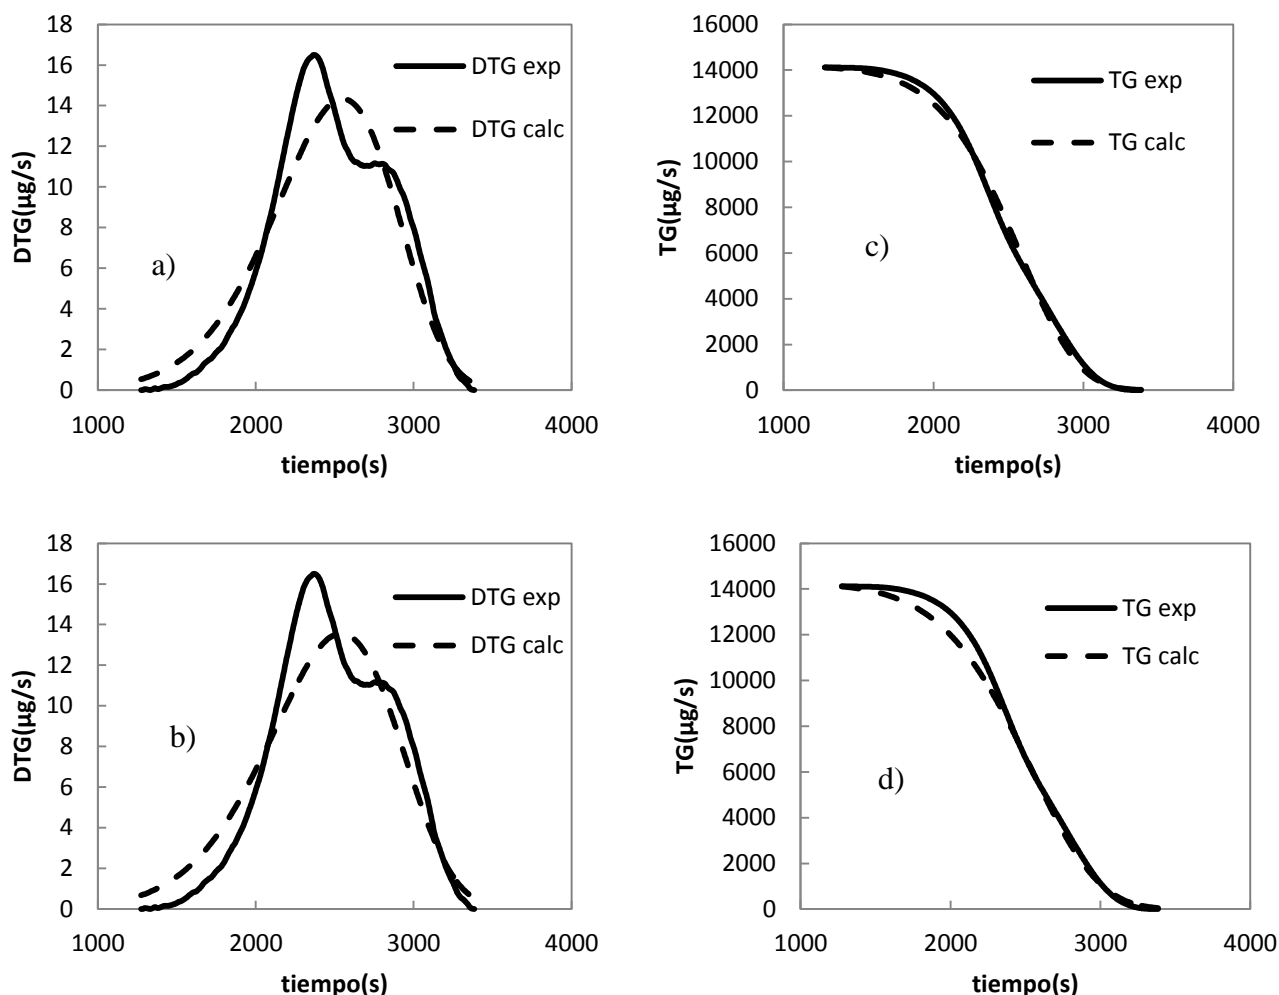 18
16
14
12
10
8
6
4
2
0
DTG(µg/s)
DTG exp
DTG calc
a)
1000 2000 3000 4000
tiempo(s)
16000
14000
12000
10000
8000
6000
4000
2000
0
TG(µg/s)
TG exp
TG calc
c)
1000 2000 3000 4000
tiempo(s)
18
16
14
12
10
8
6
4
2
0
DTG(µg/s)
DTG exp
DTG calc
b)
1000 2000 3000 4000
tiempo(s)
16000
14000
12000
10000
8000
6000
4000
2000
0
TG(µg/s)
TG exp
TG calc
d)
1000 2000 3000 4000
tiempo(s)